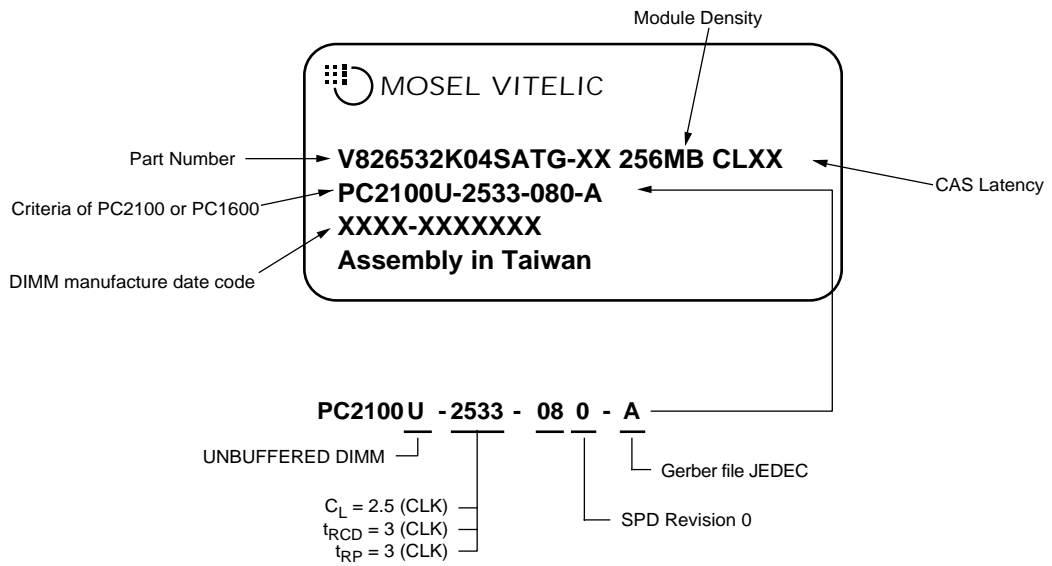 Module Density
MOSEL VITELIC
Part Number
V826532K04SATG-XX 256MB CLXX
CAS Latency
Criteria of PC2100 or PC1600
PC2100U-2533-080-A
XXXX-XXXXXXX
DIMM manufacture date code
Assembly in Taiwan
PC2100 U - 2533 - 08 0 - A
UNBUFFERED DIMM
Gerber file JEDEC
CL = 2.5 (CLK)
SPD Revision 0
tRCD = 3 (CLK)
tRP = 3 (CLK)